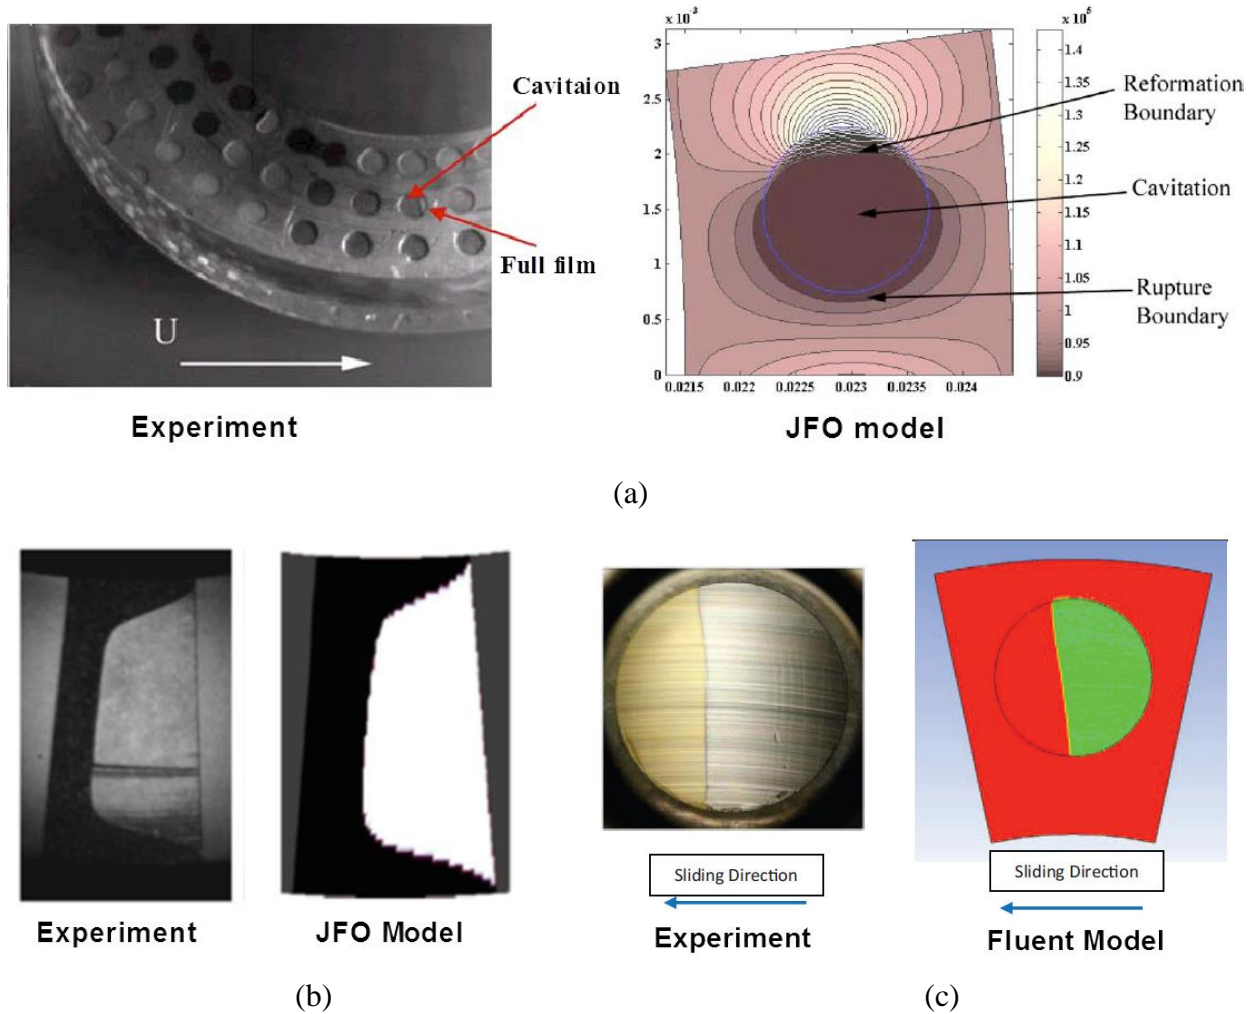 Cavitaion
Full film
U
Experiment
x 10⁻³
3
2.5
2
1.5
1
0.5
0
0.0215
0.022
0.0225
0.023
0.0235
0.024
x 10⁵
1.4
1.35
1.3
1.25
1.2
1.15
1.1
1.05
1
0.95
0.9
Reformation
Boundary
Cavitation
Rupture
Boundary
JFO model
(a)
Experiment
JFO Model
(b)
Sliding Direction
Experiment
Sliding Direction
Fluent Model
(c)